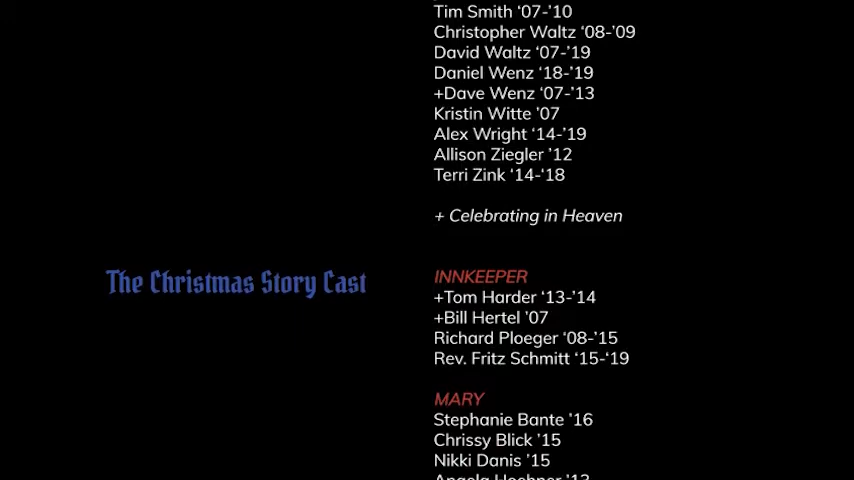 Tim Smith ‘07-’10
Christopher Waltz ‘08-’09
David Waltz ‘07-’19
Daniel Wenz ‘18-’19
+Dave Wenz ‘07-’13
Kristin Witte ’07
Alex Wright ‘14-’19
Allison Ziegler ’12
Terri Zink ‘14-‘18
+ Celebrating in Heaven
The Christmas Story Cast
INNKEEPER
+Tom Harder ‘13-’14
+Bill Hertel ’07
Richard Ploeger ‘08-’15
Rev. Fritz Schmitt ‘15-‘19
MARY
Stephanie Bante ’16
Chrissy Blick ’15
Nikki Danis ’15